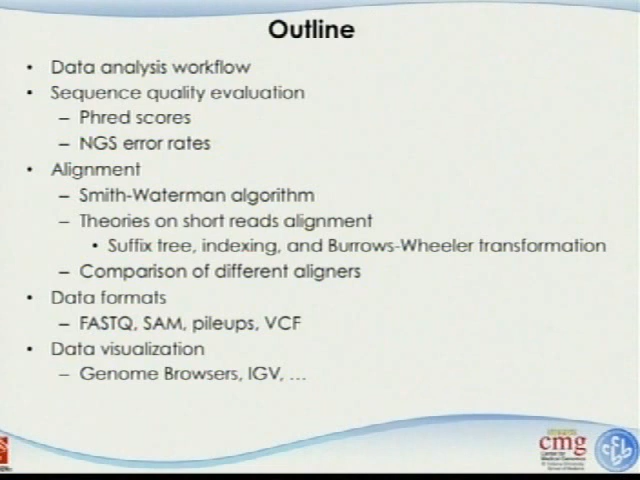 Outline
• Data analysis workflow
• Sequence quality evaluation
– Phred scores
– NGS error rates
• Alignment
– Smith-Waterman algorithm
– Theories on short reads alignment
• Suffix tree, indexing, and Burrows-Wheeler transformation
– Comparison of different aligners
• Data formats
– FASTQ, SAM, pileups, VCF
• Data visualization
– Genome Browsers, IGV, …
cmg